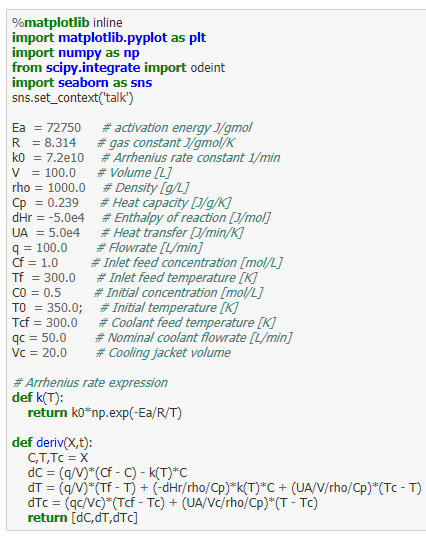 %matplotlib inline
import matplotlib.pyplot as plt
import numpy as np
from scipy.integrate import odeint
import seaborn as sns
sns.set_context('talk')

Ea  = 72750     # activation energy J/gmol
R   = 8.314     # gas constant J/gmol/K
k0  = 7.2e10    # Arrhenius rate constant 1/min
V   = 100.0     # Volume [L]
rho = 1000.0    # Density [g/L]
Cp  = 0.239     # Heat capacity [J/g/K]
dHr = -5.0e4    # Enthalpy of reaction [J/mol]
UA  = 5.0e4     # Heat transfer [J/min/K]
q = 100.0       # Flowrate [L/min]
Cf = 1.0        # Inlet feed concentration [mol/L]
Tf  = 300.0     # Inlet feed temperature [K]
C0 = 0.5        # Initial concentration [mol/L]
T0  = 350.0;    # Initial temperature [K]
Tcf = 300.0     # Coolant feed temperature [K]
qc = 50.0       # Nominal coolant flowrate [L/min]
Vc = 20.0       # Cooling jacket volume

# Arrhenius rate expression
def k(T):
    return k0*np.exp(-Ea/R/T)

def deriv(X,t):
    C,T,Tc = X
    dC = (q/V)*(Cf - C) - k(T)*C
    dT = (q/V)*(Tf - T) + (-dHr/rho/Cp)*k(T)*C + (UA/V/rho/Cp)*(Tc - T)
    dTc = (qc/Vc)*(Tcf - Tc) + (UA/Vc/rho/Cp)*(T - Tc)
    return [dC,dT,dTc]